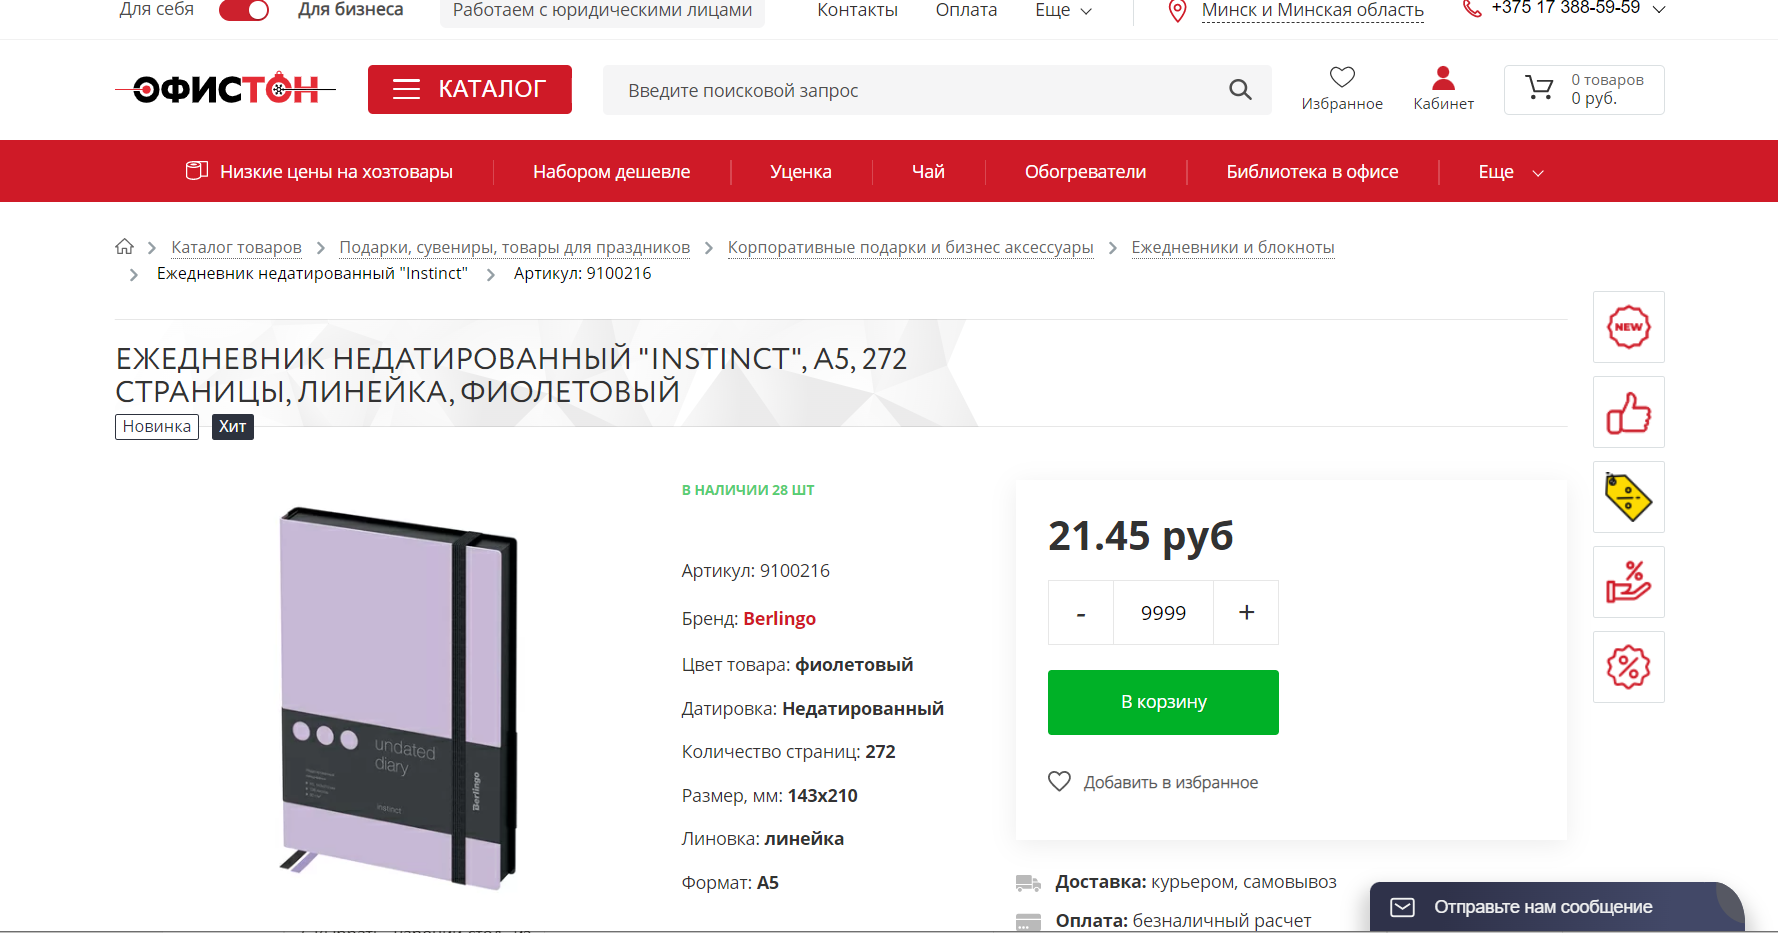 Для себя
Для бизнеса
Работаем с юридическими лицами
Контакты
Оплата
Еще
Минск и Минская область
+375 17 388-59-59
ОФИСТОН
КАТАЛОГ
Введите поисковой запрос
Избранное
Кабинет
0 товаров
0 руб.
Низкие цены на хозтовары
Набором дешевле
Уценка
Чай
Обогреватели
Библиотека в офисе
Еще
Каталог товаров
Подарки, сувениры, товары для праздников
Корпоративные подарки и бизнес аксессуары
Ежедневники и блокноты
Ежедневник недатированный "Instinct"
Артикул: 9100216
ЕЖЕДНЕВНИК НЕДАТИРОВАННЫЙ "INSTINCT", А5, 272
СТРАНИЦЫ, ЛИНЕЙКА, ФИОЛЕТОВЫЙ
Новинка
Хит
NEW
undated
diary
instinct
Berlingo
В НАЛИЧИИ 28 ШТ
Артикул: 9100216
Бренд: Berlingo
Цвет товара: фиолетовый
Датировка: Недатированный
Количество страниц: 272
Размер, мм: 143х210
Линовка: линейка
Формат: А5
21.45 руб
- 9999 +
В корзину
Добавить в избранное
Доставка: курьером, самовывоз
Оплата: безналичный расчет
Отправьте нам сообщение